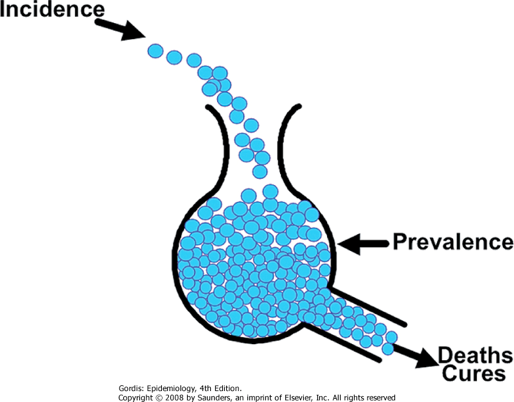 Incidence
Prevalence
Deaths
Cures
Gordis: Epidemiology, 4th Edition.
Copyright © 2008 by Saunders, an imprint of Elsevier, Inc. All rights reserved